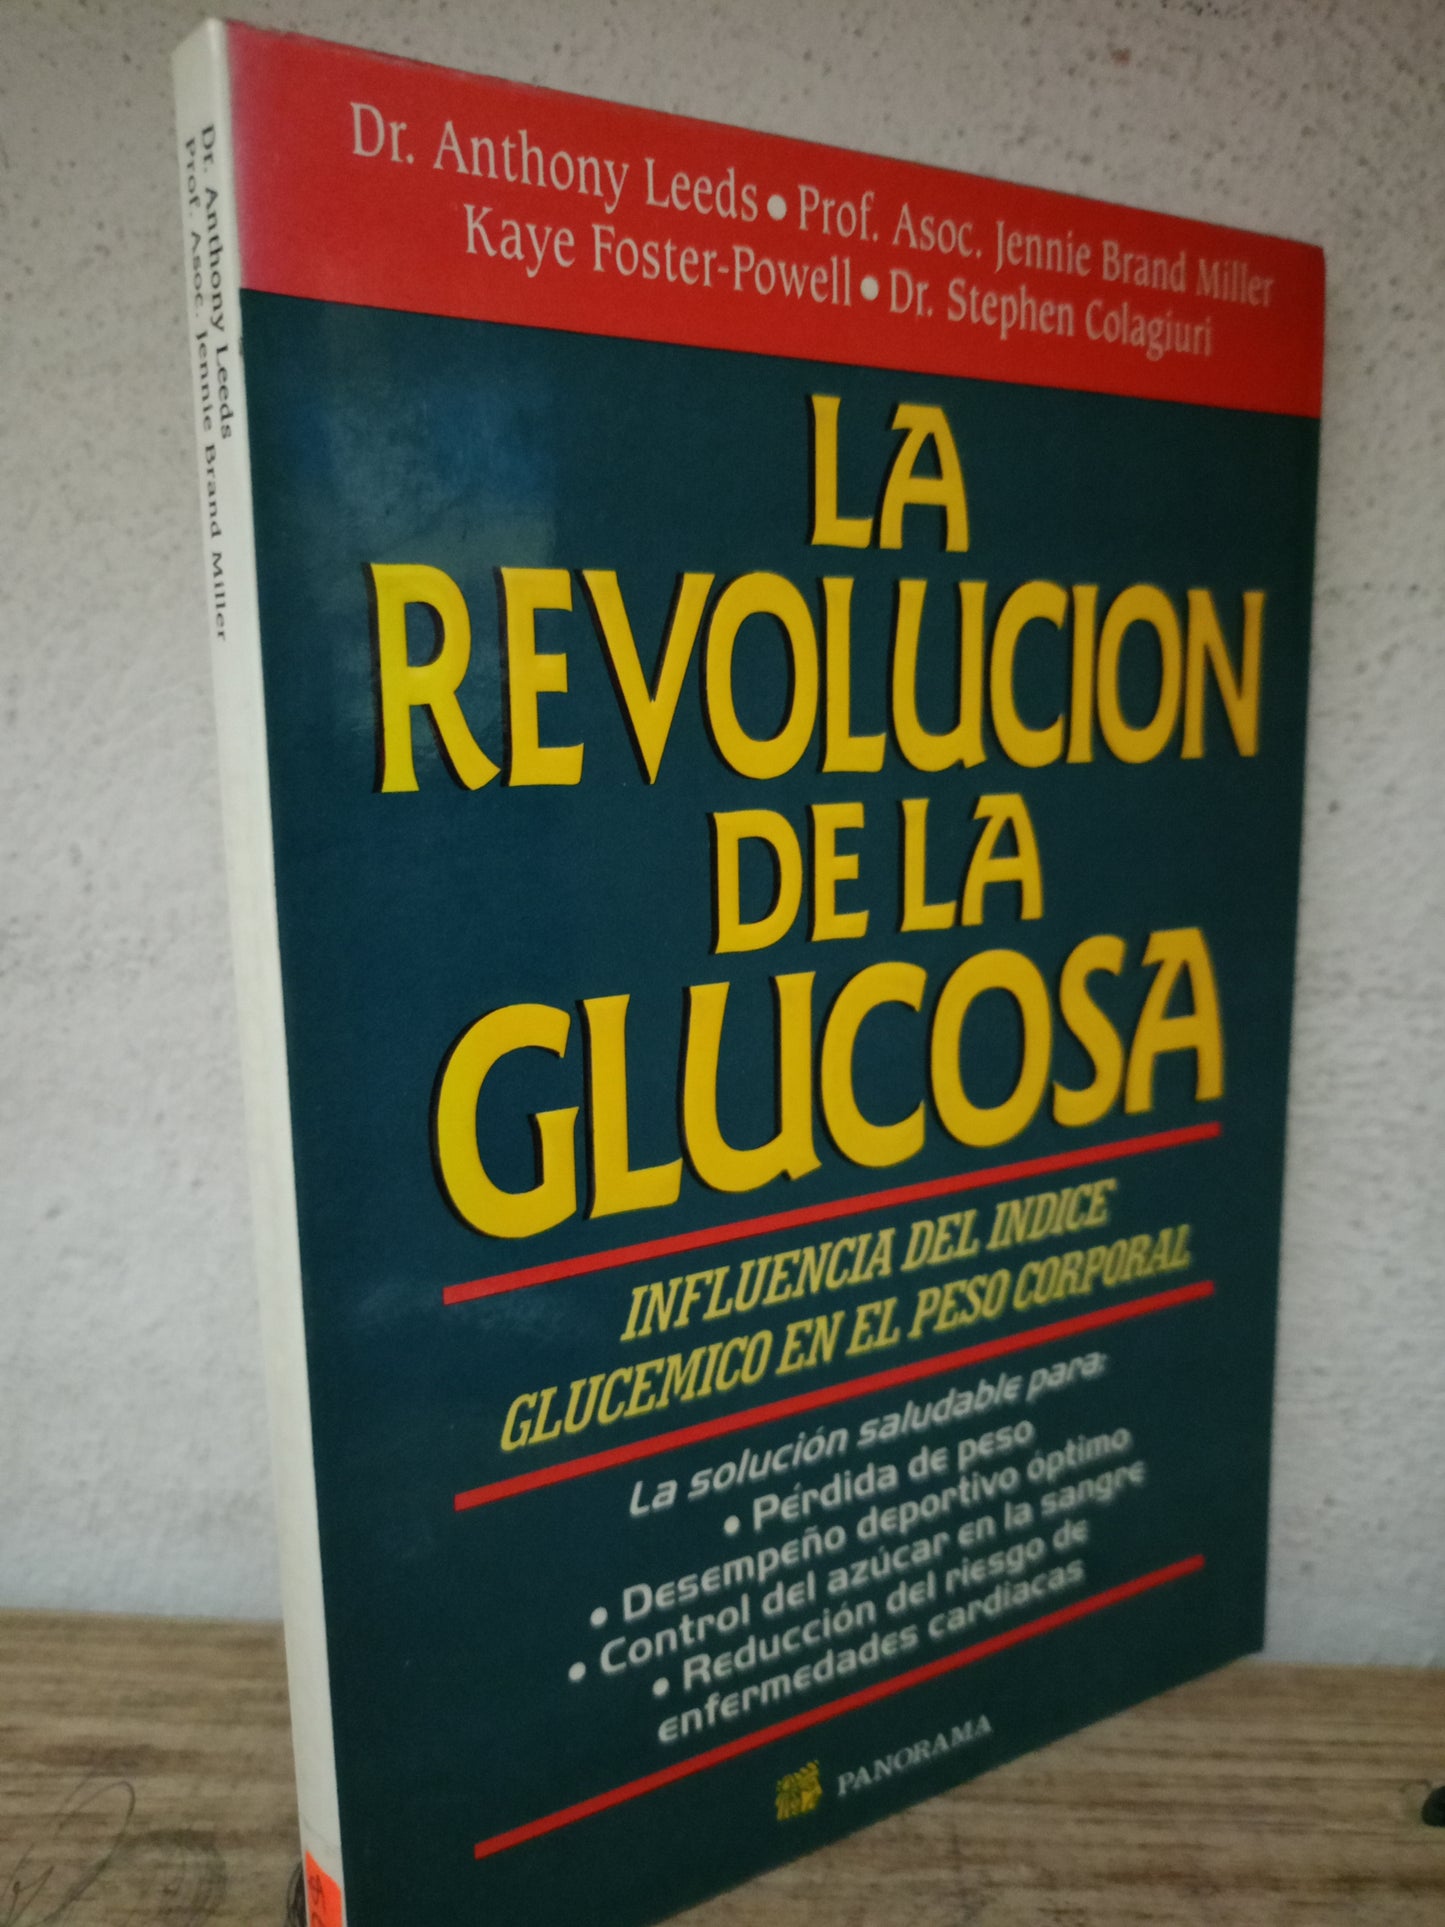 Dr. Anthony Leeds
Prof. Asoc. Jennie Brand Miller
Dr. Anthony Leeds • Prof. Asoc. Jennie Brand Miller
Kaye Foster-Powell • Dr. Stephen Colagiuri
LA
REVOLUCION
DE LA
GLUCOSA
INFLUENCIA DEL INDICE
GLUCEMICO EN EL PESO CORPORAL
La solución saludable para:
• Pérdida de peso
• Desempeño deportivo óptimo
• Control del azúcar en la sangre
• Reducción del riesgo de
enfermedades cardiacas
PANORAMA